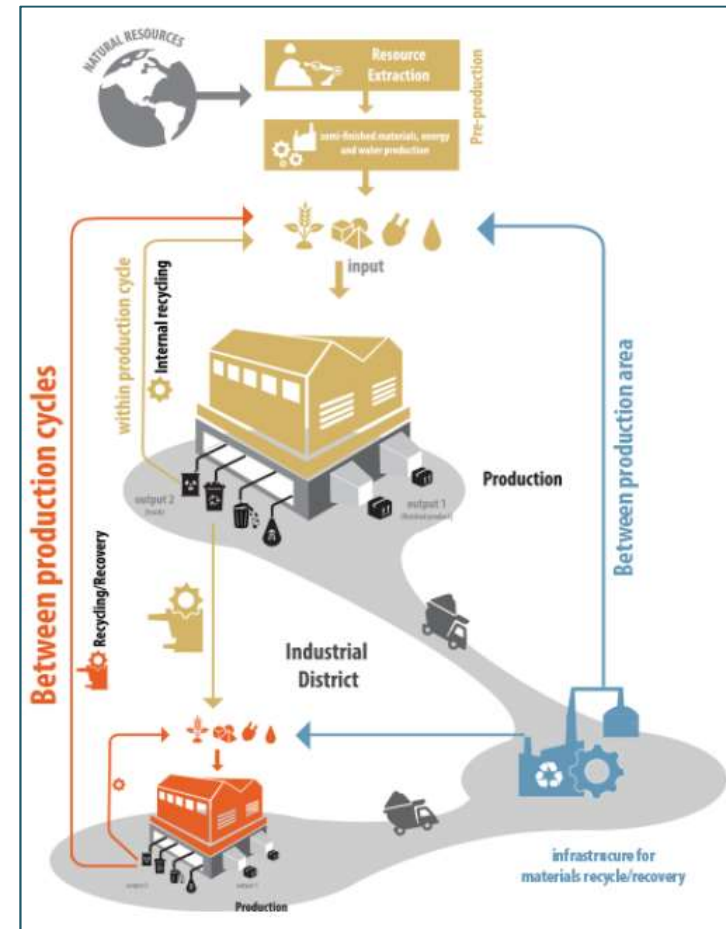 NATURAL RESOURCES
Resource
Extraction
Pre-production
semi-finished materials, energy
and water production
input
within production cycle
Internal recycling
Between production cycles
Recycling/Recovery
Between production area
Production
output 2
output 1
(finished product)
Industrial
District
infrastrucure for
materials recycle/recovery
Production